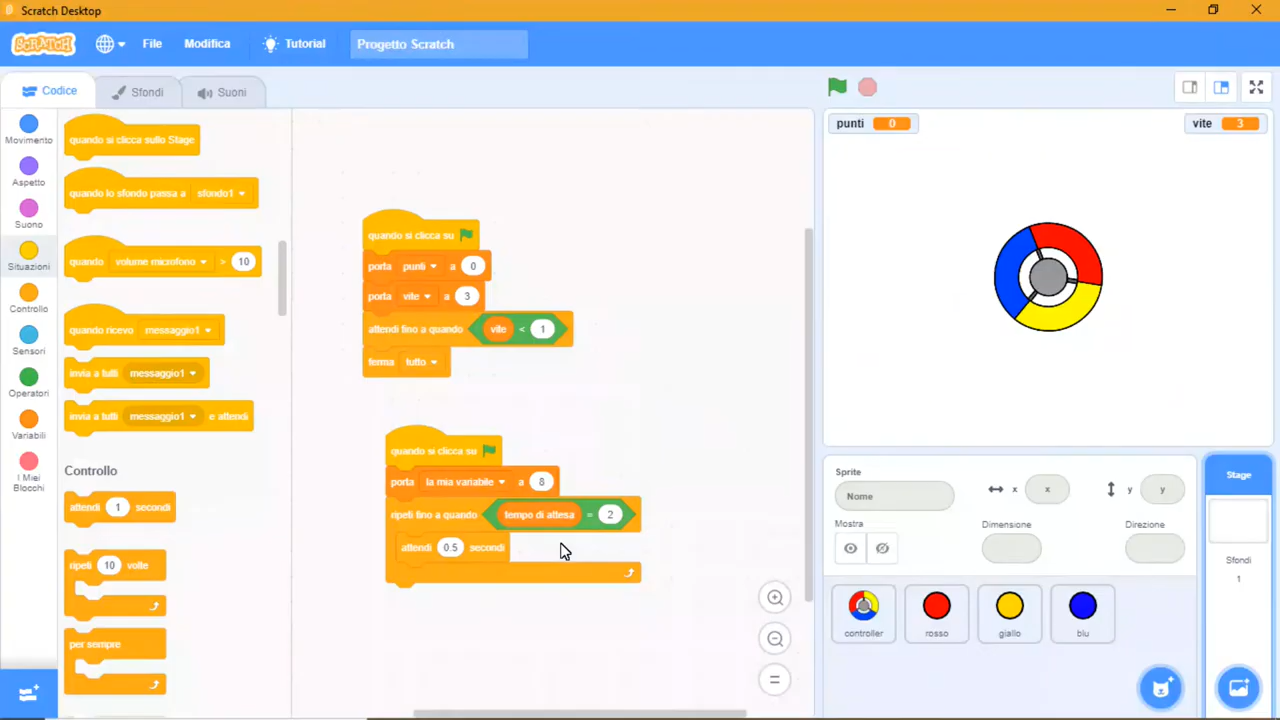 Scratch Desktop
SCRATCH File Modifica Tutorial Progetto Scratch
Codice Sfondi Suoni
Movimento
Aspetto
Suono
Situazioni
Controllo
Sensori
Operatori
Variabili
I Miei
Blocchi
quando si clicca sullo Stage
quando lo sfondo passa a sfondo1
quando volume microfono > 10
quando ricevo messaggio1
invia a tutti messaggio1
invia a tutti messaggio1 e attendi
Controllo
attendi 1 secondi
ripeti 10 volte
per sempre
quando si clicca su
porta punti a 0
porta vite a 3
attendi fino a quando vite < 1
ferma tutto
quando si clicca su
porta la mia variabile a 8
ripeti fino a quando tempo di attesa = 2
attendi 0.5 secondi
punti 0
vite 3
Sprite
Nome
x x
y y
Mostra
Dimensione
Direzione
controller
rosso
giallo
blu
Stage
Sfondi
1